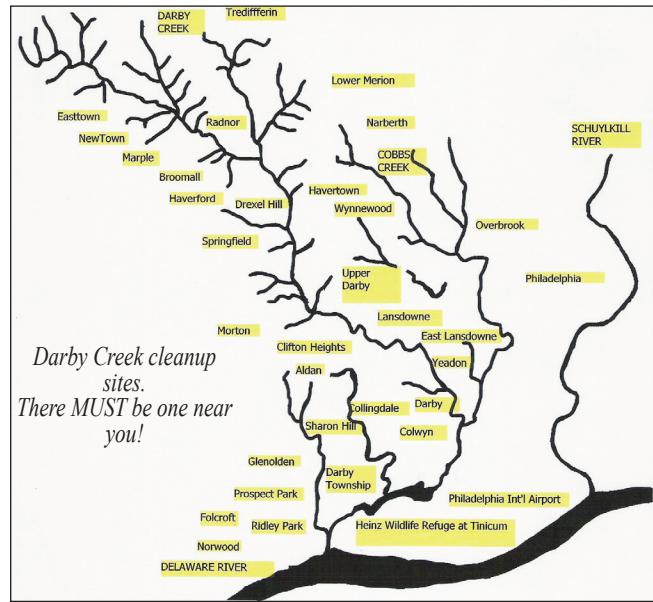 DARBY
CREEK
Trediffferin
Lower Merion
Easttown
Radnor
Narberth
SCHUYLKILL
RIVER
NewTown
Marple
COBBS
CREEK
Broomall
Haverford
Drexel Hill
Havertown
Wynnewood
Overbrook
Springfield
Upper
Darby
Philadelphia
Lansdowne
Morton
East Lansdowne
Clifton Heights
Yeadon
Aldan
Darby Creek cleanup
sites.
There MUST be one near
you!
Collingdale
Darby
Sharon Hill
Colwyn
Glenolden
Darby
Township
Prospect Park
Philadelphia Int'l Airport
Folcroft
Ridley Park
Heinz Wildlife Refuge at Tinicum
Norwood
DELAWARE RIVER